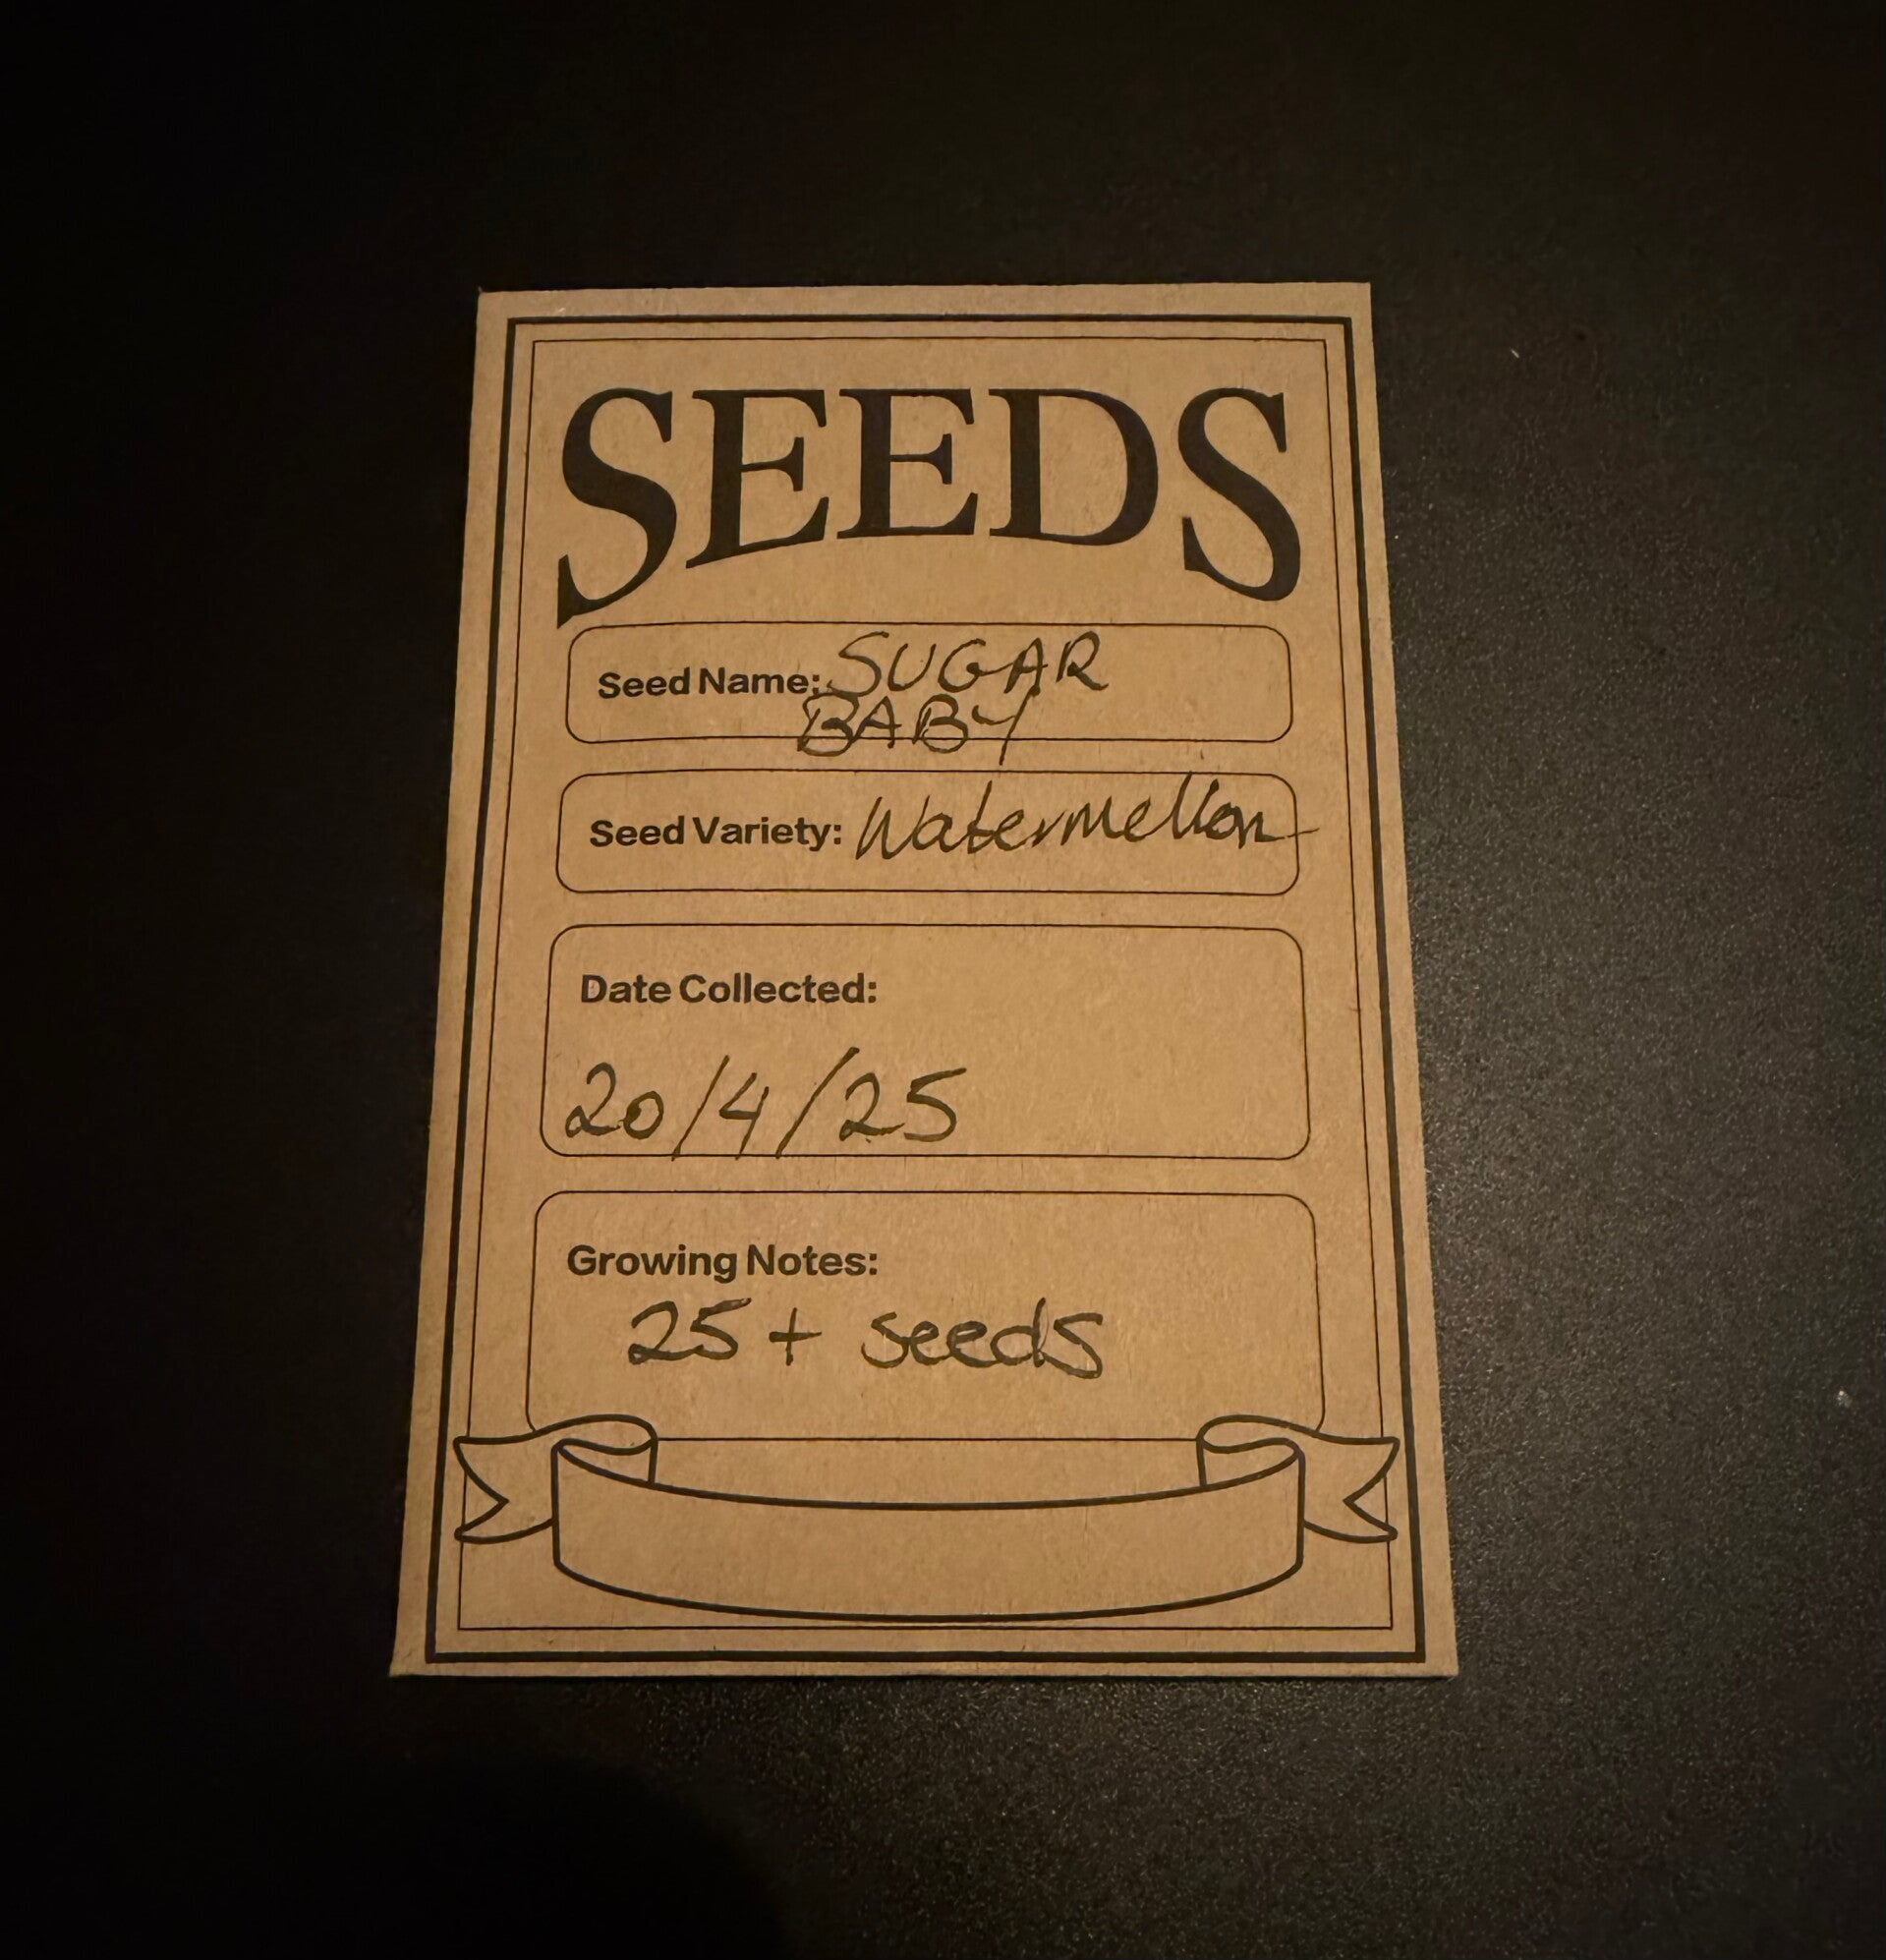 SEEDS
Seed Name: SUGAR
BABY
Seed Variety: Watermellon
Date Collected:
20/4/25
Growing Notes:
25+ seeds